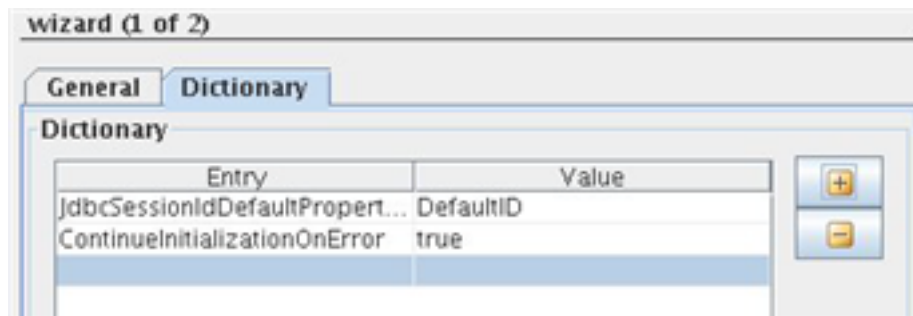 wizard (1 of 2)
General Dictionary
Dictionary
Entry Value
JdbcSessionIdDefaultPropert... DefaultID
ContinueInitializationOnError true